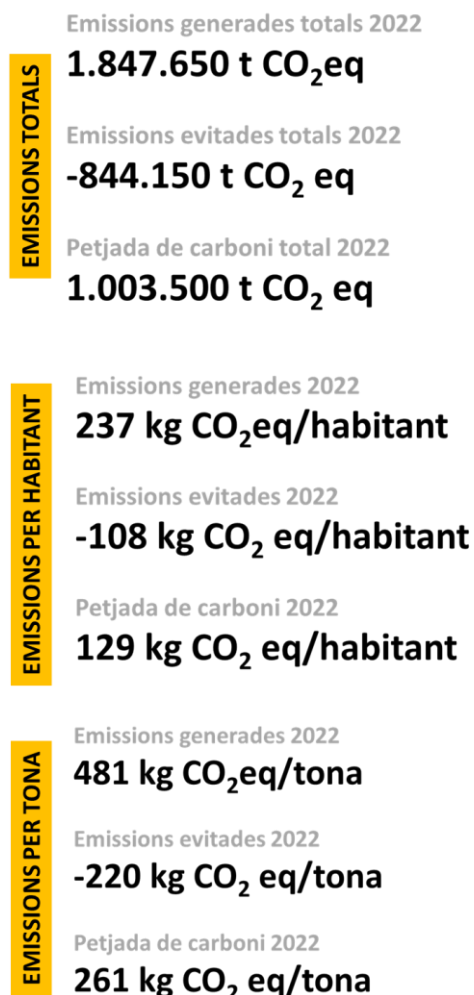 EMISSIONS TOTALS
Emissions generades totals 2022
1.847.650 t CO₂eq
Emissions evitades totals 2022
-844.150 t CO₂ eq
Petjada de carboni total 2022
1.003.500 t CO₂ eq
EMISSIONS PER HABITANT
Emissions generades 2022
237 kg CO₂eq/habitant
Emissions evitades 2022
-108 kg CO₂ eq/habitant
Petjada de carboni 2022
129 kg CO₂ eq/habitant
EMISSIONS PER TONA
Emissions generades 2022
481 kg CO₂eq/tona
Emissions evitades 2022
-220 kg CO₂ eq/tona
Petjada de carboni 2022
261 kg CO₂ eq/tona